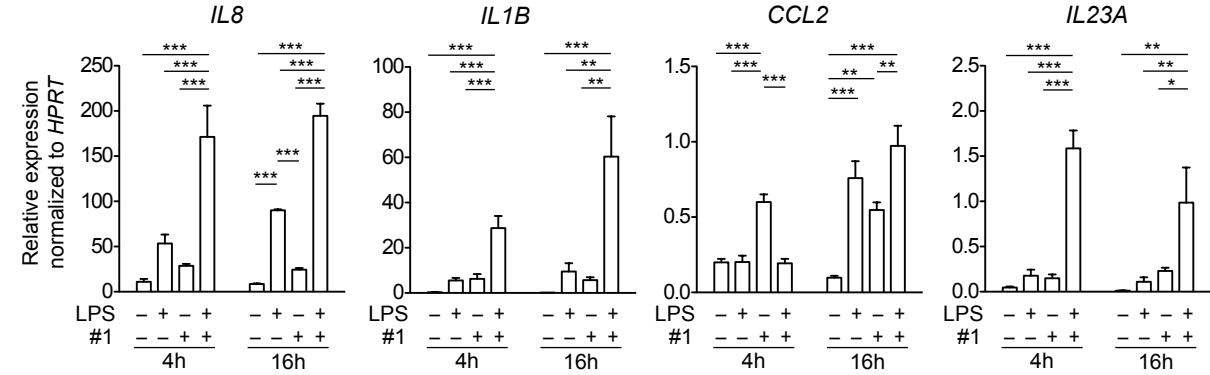 IL8
IL1B
CCL2
IL23A
Relative expression
normalized to HPRT
*** ***
*** ***
*** ***
***
***
250
200
150
100
50
0
*** ***
*** **
*** **
100
80
60
40
20
0
*** ***
*** ** **
*** ***
1.5
1.0
0.5
0.0
*** **
*** **
*** *
2.5
2.0
1.5
1.0
0.5
0.0
LPS – + – + – + – +
#1 – – + + – – + +
4h 16h
LPS – + – + – + – +
#1 – – + + – – + +
4h 16h
LPS – + – + – + – +
#1 – – + + – – + +
4h 16h
LPS – + – + – + – +
#1 – – + + – – + +
4h 16h